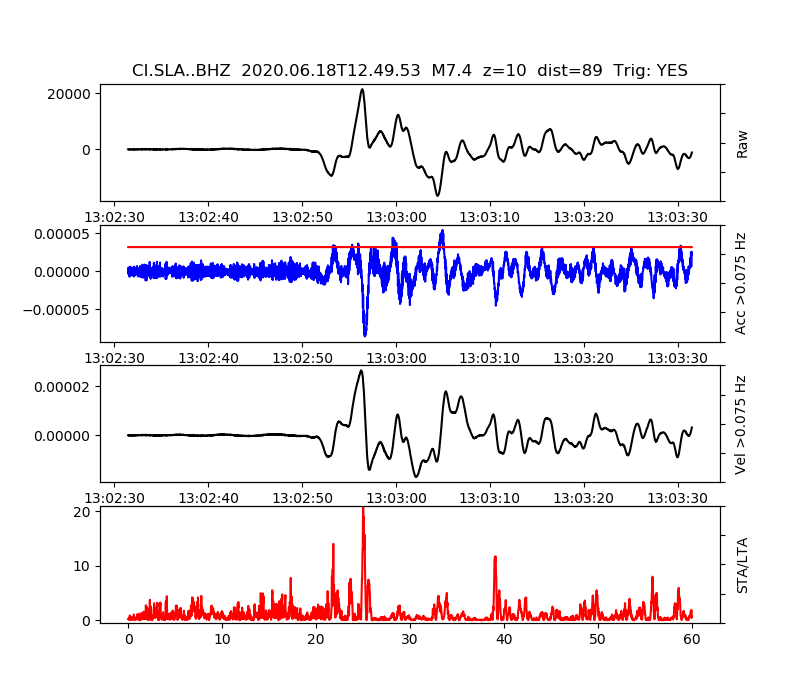 CI.SLA..BHZ 2020.06.18T12.49.53 M7.4 z=10 dist=89 Trig: YES
20000
0
Raw
13:02:30 13:02:40 13:02:50 13:03:00 13:03:10 13:03:20 13:03:30
0.00005
0.00000
−0.00005
Acc >0.075 Hz
13:02:30 13:02:40 13:02:50 13:03:00 13:03:10 13:03:20 13:03:30
0.00002
0.00000
Vel >0.075 Hz
13:02:30 13:02:40 13:02:50 13:03:00 13:03:10 13:03:20 13:03:30
20
10
0
STA/LTA
0 10 20 30 40 50 60